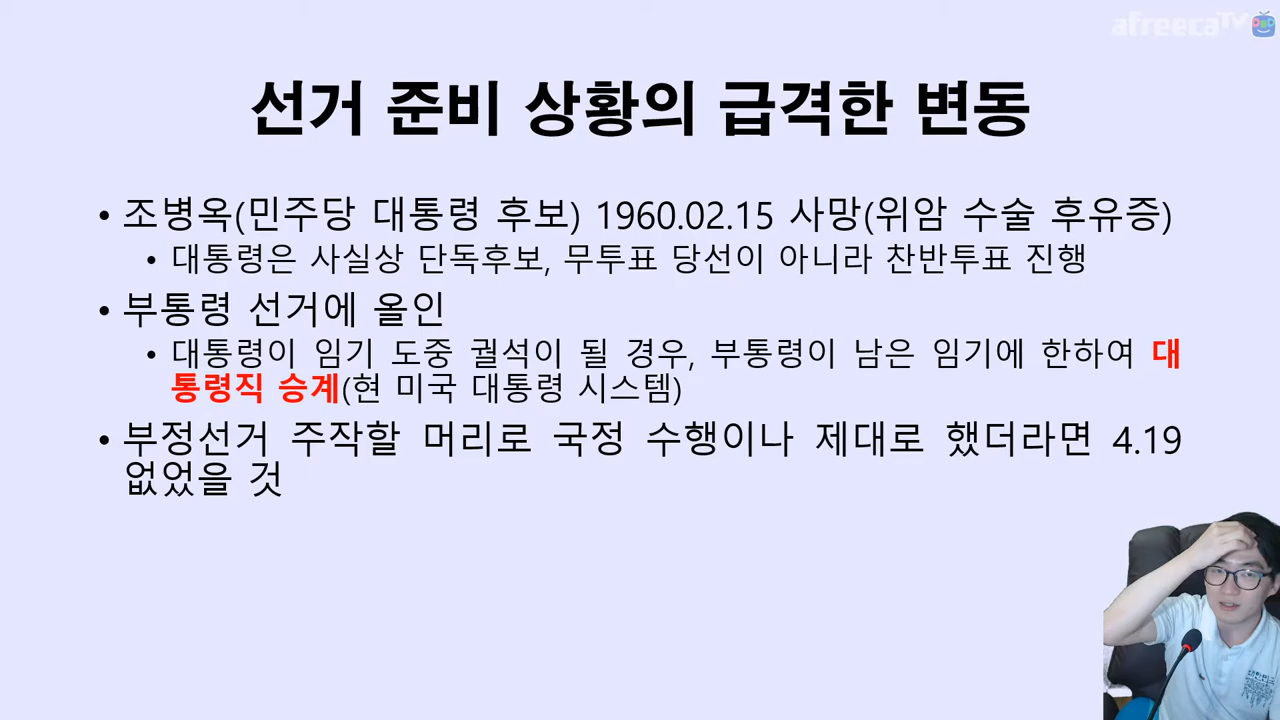 afreecaTV
선거 준비 상황의 급격한 변동
• 조병옥(민주당 대통령 후보) 1960.02.15 사망(위암 수술 후유증)
• 대통령은 사실상 단독후보, 무투표 당선이 아니라 찬반투표 진행
• 부통령 선거에 올인
• 대통령이 임기 도중 궐석이 될 경우, 부통령이 남은 임기에 한하여 대
통령직 승계(현 미국 대통령 시스템)
• 부정선거 주작할 머리로 국정 수행이나 제대로 했더라면 4.19
없었을 것